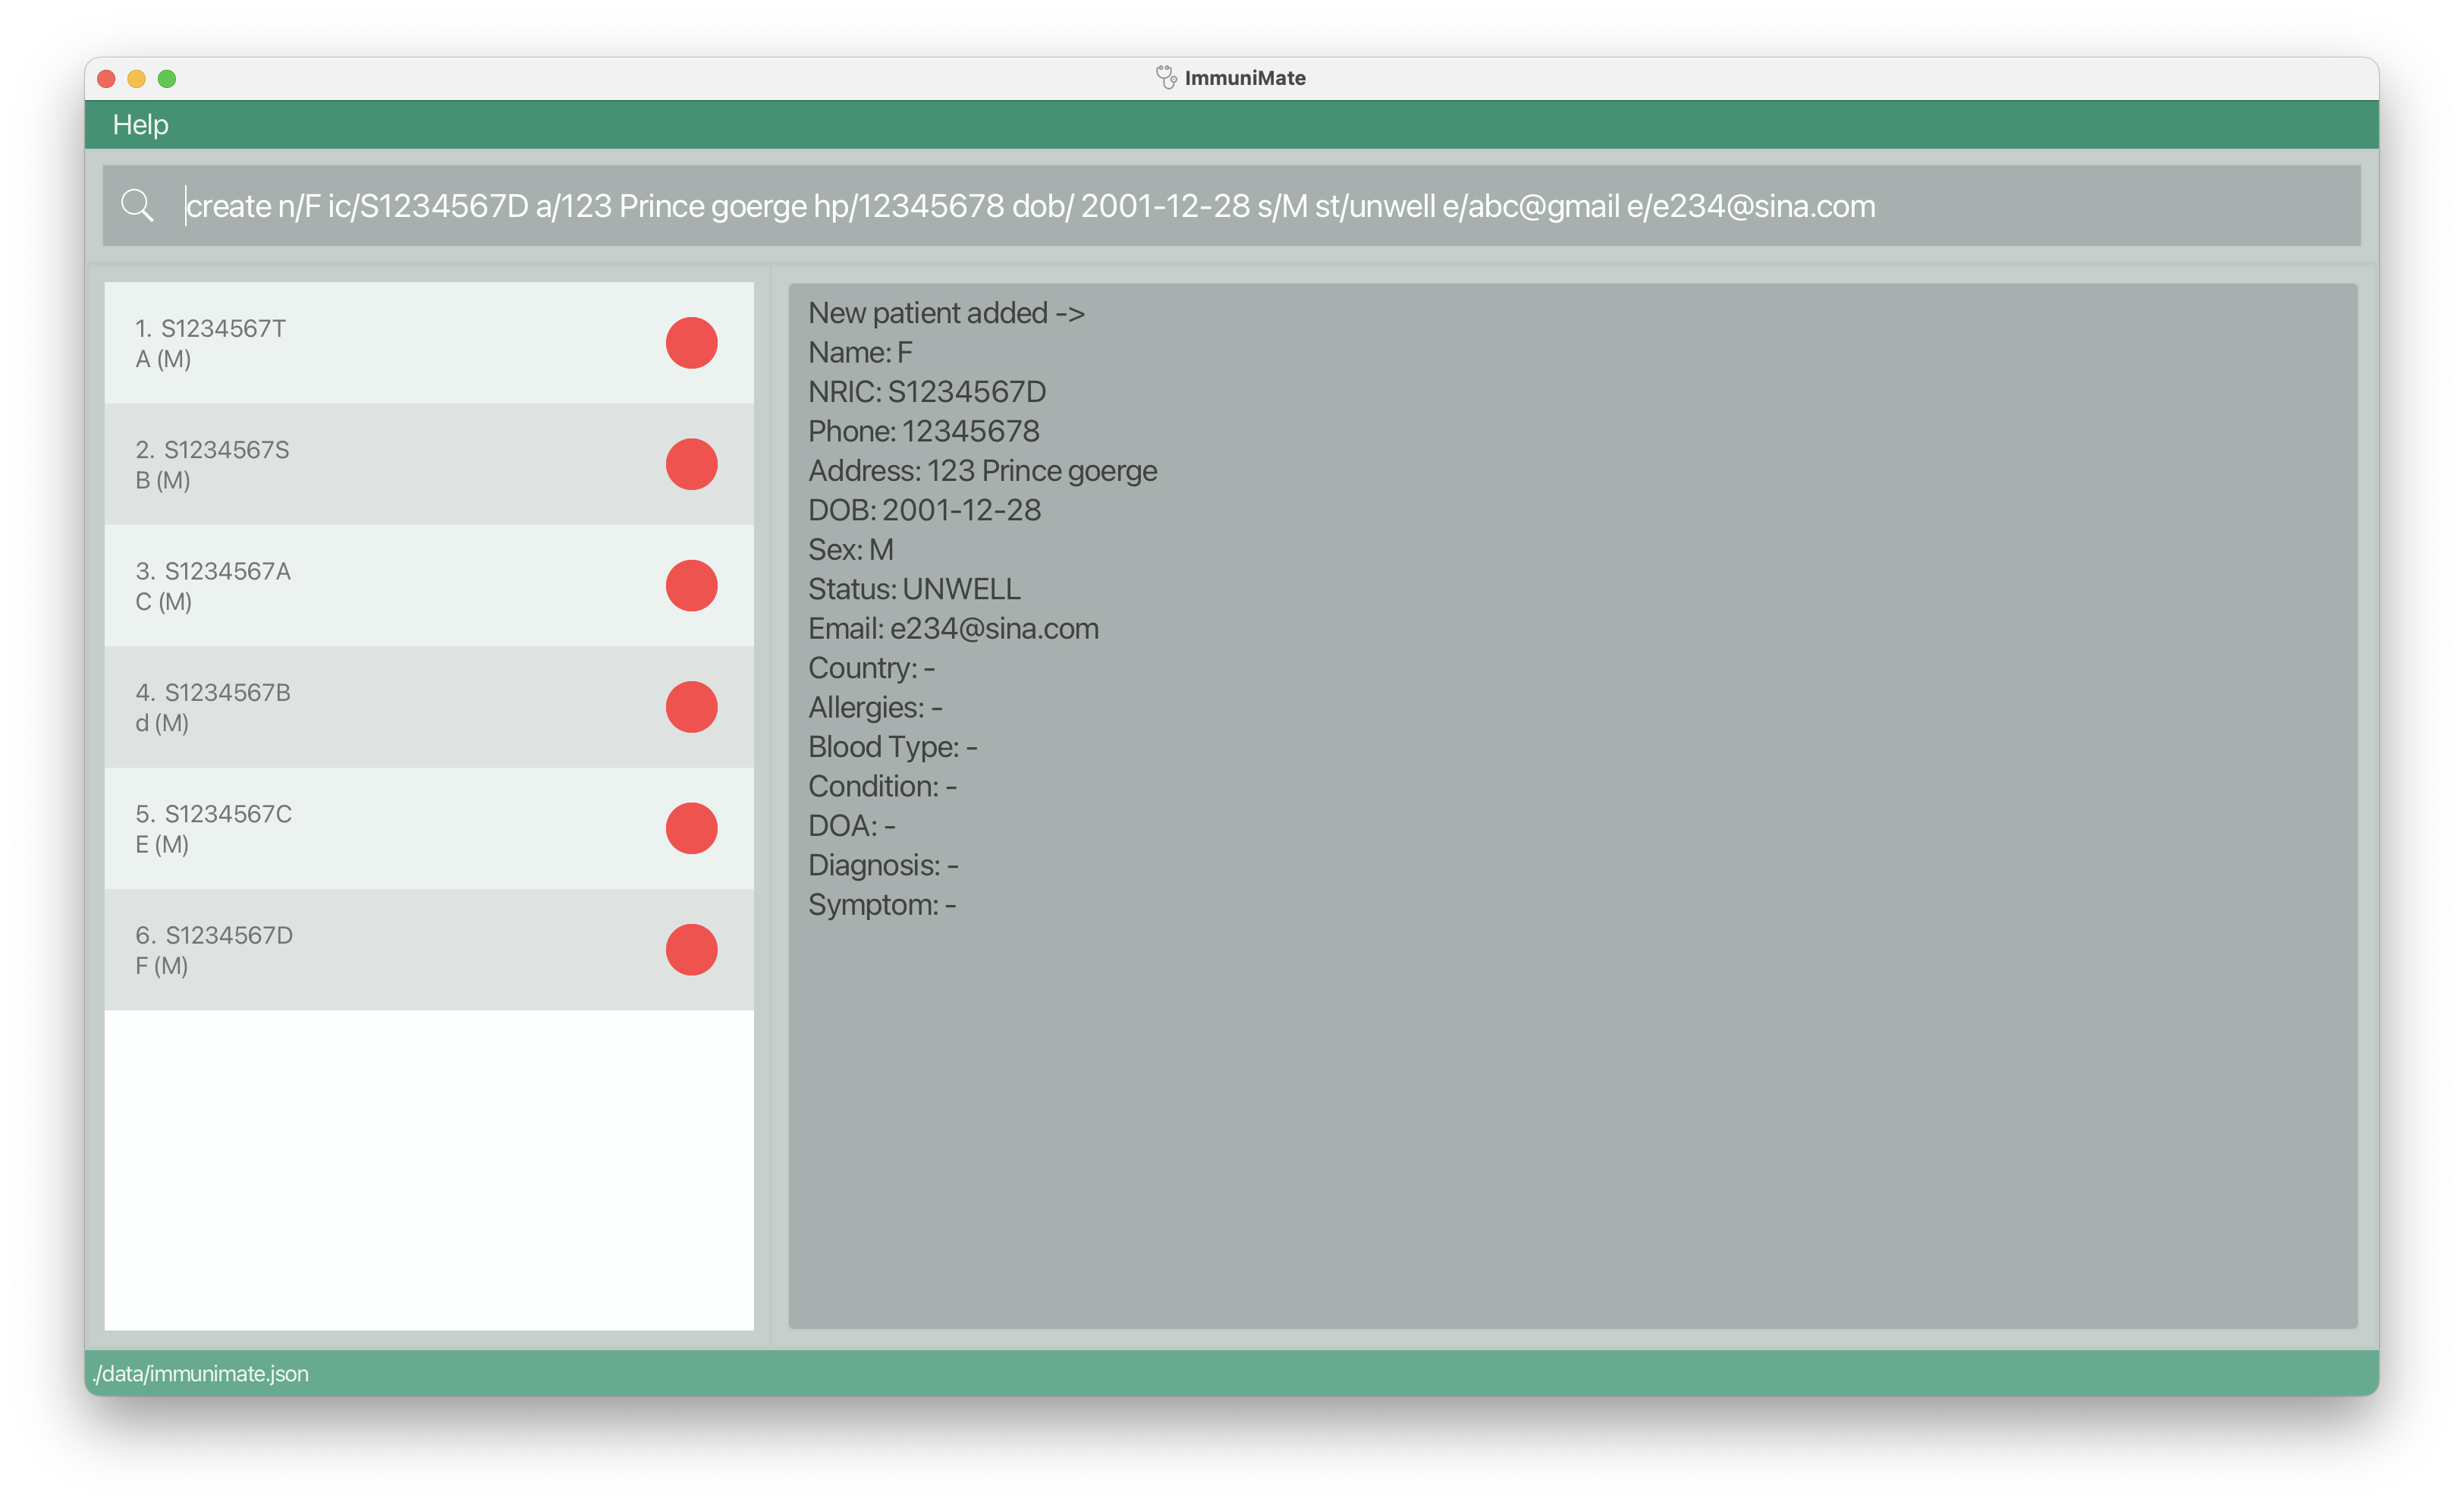 ImmuniMate
Help
create n/F ic/S1234567D a/123 Prince goerge hp/12345678 dob/ 2001-12-28 s/M st/unwell e/abc@gmail e/e234@sina.com
1. S1234567T
A (M)
2. S1234567S
B (M)
3. S1234567A
C (M)
4. S1234567B
d (M)
5. S1234567C
E (M)
6. S1234567D
F (M)
New patient added ->
Name: F
NRIC: S1234567D
Phone: 12345678
Address: 123 Prince goerge
DOB: 2001-12-28
Sex: M
Status: UNWELL
Email: e234@sina.com
Country: -
Allergies: -
Blood Type: -
Condition: -
DOA: -
Diagnosis: -
Symptom: -
./data/immunimate.json